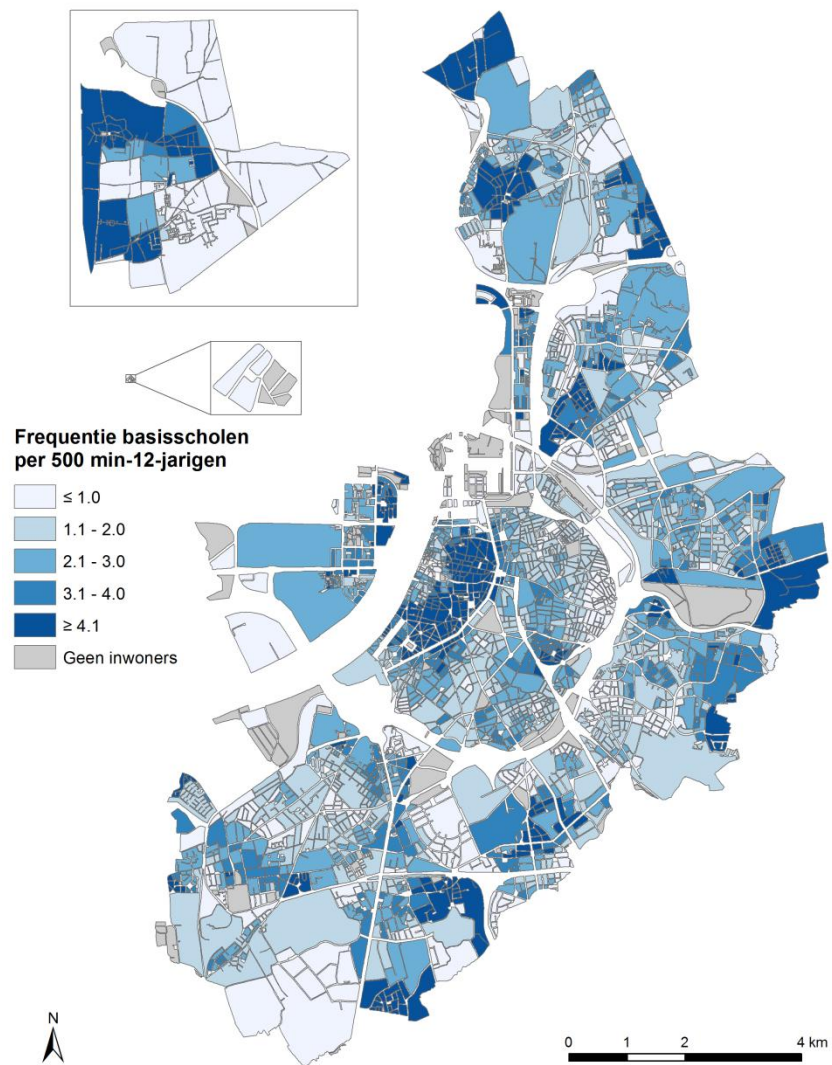 Frequentie basisscholen
per 500 min-12-jarigen
≤ 1.0
1.1 - 2.0
2.1 - 3.0
3.1 - 4.0
≥ 4.1
Geen inwoners
N
0 1 2 4 km